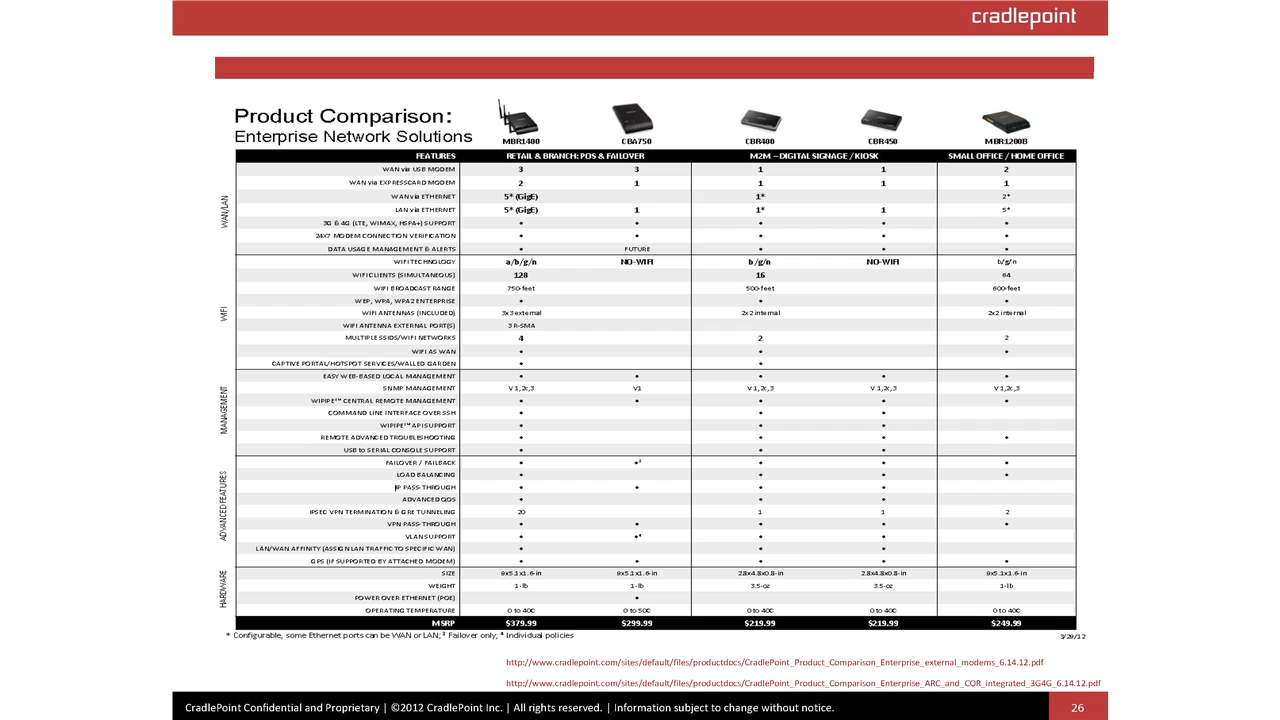 cradlepoint
Product Comparison:
Enterprise Network Solutions
MBR1400 CBA750 CBR400 CBR450 MBR1200B
FEATURES RETAIL & BRANCH: POS & FAILOVER M2M – DIGITAL SIGNAGE / KIOSK SMALL OFFICE / HOME OFFICE
WAN/LAN
WAN via USB MODEM 3 3 1 1 2
WAN via EXPRESSCARD MODEM 2 1 1 1 1
WAN via ETHERNET 5* (GigE) 1* 2*
LAN via ETHERNET 5* (GigE) 1 1* 1 5*
3G & 4G (LTE, WIMAX, HSPA+) SUPPORT • • • • •
24X7 MODEM CONNECTION VERIFICATION • • • • •
DATA USAGE MANAGEMENT & ALERTS • FUTURE • • •
WIFI
WIFI TECHNOLOGY a/b/g/n NO-WIFI b/g/n NO-WIFI b/g/n
WIFI CLIENTS (SIMULTANEOUS) 128 16 64
WIFI BROADCAST RANGE 750-feet 500-feet 600-feet
WEP, WPA, WPA2 ENTERPRISE • • •
WIFI ANTENNAS (INCLUDED) 3x3 external 2x2 internal 2x2 internal
WIFI ANTENNA EXTERNAL PORT(S) 3 R-SMA
MULTIPLE SSIDS/WIFI NETWORKS 4 2 2
WIFI AS WAN • • •
CAPTIVE PORTAL/HOTSPOT SERVICES/WALLED GARDEN • •
MANAGEMENT
EASY WEB-BASED LOCAL MANAGEMENT • • • • •
SNMP MANAGEMENT V 1,2c,3 V1 V 1,2c,3 V 1,2c,3 V 1,2c,3
WIPIPE™ CENTRAL REMOTE MANAGEMENT • • • • •
COMMAND LINE INTERFACE OVER SSH • • •
WIPIPE™ API SUPPORT • • •
REMOTE ADVANCED TROUBLESHOOTING • • • •
USB to SERIAL CONSOLE SUPPORT • • •
ADVANCED FEATURES
FAILOVER / FAILBACK • •‡ • • •
LOAD BALANCING • • • •
IP PASS-THROUGH • • • •
ADVANCED QOS • • •
IPSEC VPN TERMINATION & GRE TUNNELING 20 1 1 2
VPN PASS-THROUGH • • • • •
VLAN SUPPORT • •⁴ • •
LAN/WAN AFFINITY (ASSIGN LAN TRAFFIC TO SPECIFIC WAN) • • •
GPS (IF SUPPORTED BY ATTACHED MODEM) • • • • •
HARDWARE
SIZE 9x5.1x1.6-in 9x5.1x1.6-in 2.8x4.8x0.8-in 2.8x4.8x0.8-in 9x5.1x1.6-in
WEIGHT 1-lb 1-lb 3.5-oz 3.5-oz 1-lb
POWER OVER ETHERNET (POE) •
OPERATING TEMPERATURE 0 to 40C 0 to 50C 0 to 40C 0 to 40C 0 to 40C
MSRP $379.99 $299.99 $219.99 $219.99 $249.99
* Configurable, some Ethernet ports can be WAN or LAN; ‡ Failover only; ⁴ Individual policies 3/29/12
http://www.cradlepoint.com/sites/default/files/productdocs/CradlePoint_Product_Comparison_Enterprise_external_modems_6.14.12.pdf
http://www.cradlepoint.com/sites/default/files/productdocs/CradlePoint_Product_Comparison_Enterprise_ARC_and_COR_integrated_3G4G_6.14.12.pdf
CradlePoint Confidential and Proprietary | ©2012 CradlePoint Inc. | All rights reserved. | Information subject to change without notice. 26